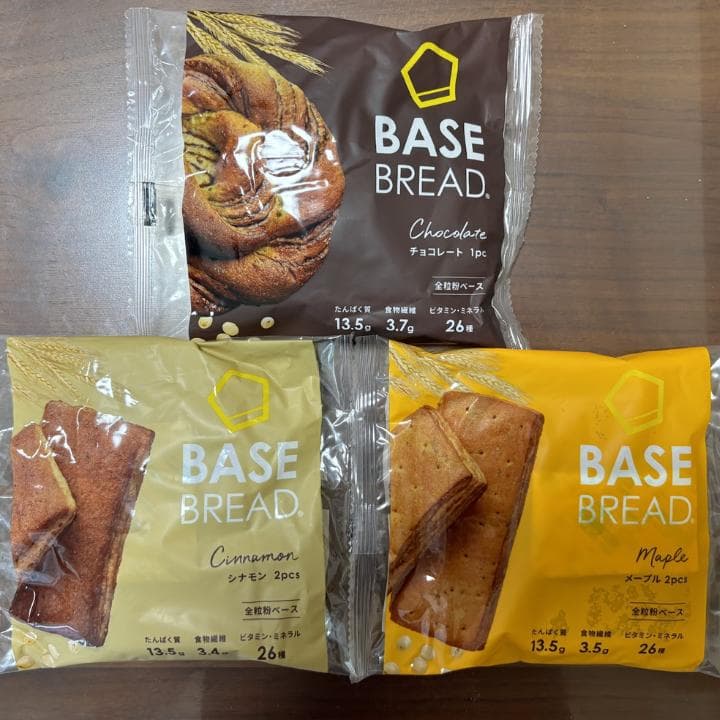 BASE
BREAD®
Chocolate
チョコレート 1pc
全粒粉ベース
たんぱく質 食物繊維 ビタミン・ミネラル
13.5g 3.7g 26種
BASE
BREAD®
Cinnamon
シナモン 2pcs
全粒粉ベース
たんぱく質 食物繊維 ビタミン・ミネラル
13.5g 3.4g 26種
BASE
BREAD®
Maple
メープル 2pcs
全粒粉ベース
たんぱく質 食物繊維 ビタミン・ミネラル
13.5g 3.5g 26種